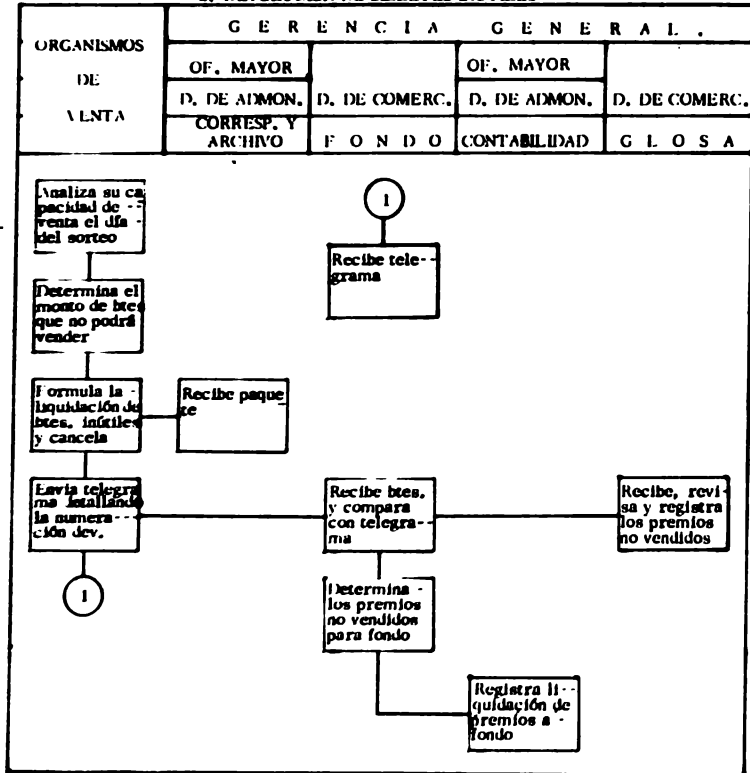 G E R E N C I A G E N E R A L .
ORGANISMOS
DE
VENTA
OF. MAYOR
OF. MAYOR
D. DE ADMON.
D. DE COMERC.
D. DE ADMON.
D. DE COMERC.
CORRESP. Y
ARCHIVO
F O N D O
CONTABILIDAD
G L O S A
Analiza su ca
pacidad de --
venta el día -
del sorteo
1
Recibe tele--
grama
Determina el
monto de btes
que no podrá
vender
Formula la -
liquidación de
btes. inútiles
y cancela
Recibe paque
te
Envía telegra
ma detallando
la numera --
ción dev.
Recibe btes.
y compara
con telegra--
ma
Recibe, revi-
sa y registra
los premios
no vendidos
1
Determina -
los premios
no vendidos
para fondo
Registra li--
quidación de
premios a -
fondo